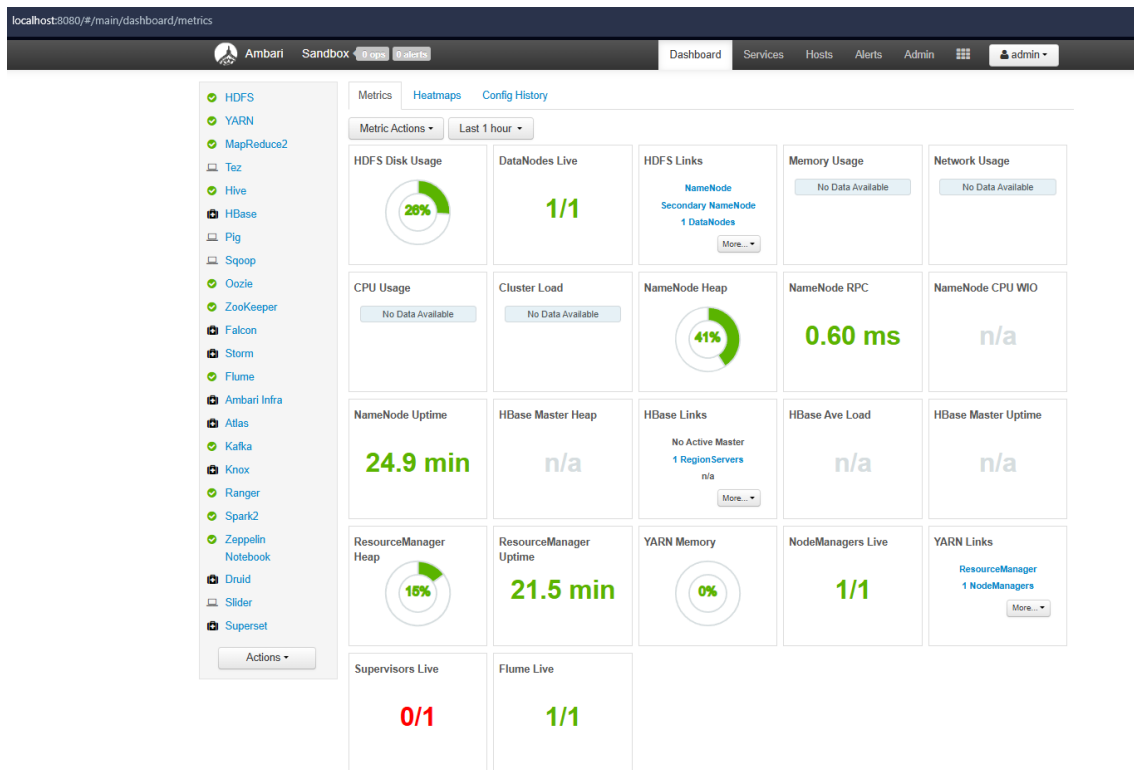 localhost:8080/#/main/dashboard/metrics
Ambari Sandbox 0 ops 0 alerts Dashboard Services Hosts Alerts Admin admin
HDFS
YARN
MapReduce2
Tez
Hive
HBase
Pig
Sqoop
Oozie
ZooKeeper
Falcon
Storm
Flume
Ambari Infra
Atlas
Kafka
Knox
Ranger
Spark2
Zeppelin
Notebook
Druid
Slider
Superset
Actions
Metrics Heatmaps Config History
Metric Actions Last 1 hour
HDFS Disk Usage
26%
DataNodes Live
1/1
HDFS Links
NameNode
Secondary NameNode
1 DataNodes
More...
Memory Usage
No Data Available
Network Usage
No Data Available
CPU Usage
No Data Available
Cluster Load
No Data Available
NameNode Heap
41%
NameNode RPC
0.60 ms
NameNode CPU WIO
n/a
NameNode Uptime
24.9 min
HBase Master Heap
n/a
HBase Links
No Active Master
1 RegionServers
n/a
More...
HBase Ave Load
n/a
HBase Master Uptime
n/a
ResourceManager
Heap
15%
ResourceManager
Uptime
21.5 min
YARN Memory
0%
NodeManagers Live
1/1
YARN Links
ResourceManager
1 NodeManagers
More...
Supervisors Live
0/1
Flume Live
1/1